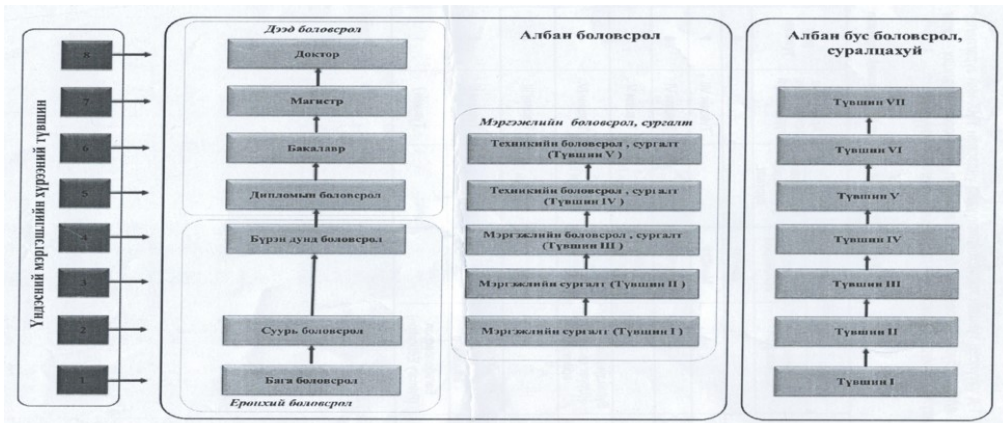 Үндэсний мэргэшлийн хүрээний түвшин
8
7
6
5
4
3
2
1
Албан боловсрол
Дээд боловсрол
Доктор
Магистр
Бакалавр
Дипломын боловсрол
Бүрэн дунд боловсрол
Суурь боловсрол
Бага боловсрол
Ерөнхий боловсрол
Мэргэжлийн боловсрол, сургалт
Техникийн боловсрол , сургалт
(Түвшин V )
Техникийн боловсрол , сургалт
(Түвшин IV )
Мэргэжлийн боловсрол , сургалт
(Түвшин III )
Мэргэжлийн сургалт (Түвшин II )
Мэргэжлийн сургалт (Түвшин I )
Албан бус боловсрол,
суралцахуй
Түвшин VII
Түвшин VI
Түвшин V
Түвшин IV
Түвшин III
Түвшин II
Түвшин I